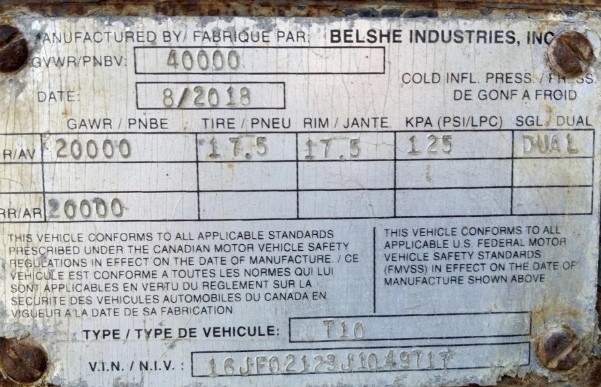 MANUFACTURED BY/ FABRIQUE PAR: BELSHE INDUSTRIES, INC
GVWR/PNBV: 40000
COLD INFL. PRESS. /
DATE: 8/2018 DE GONF A FROID
GAWR / PNBE TIRE / PNEU RIM / JANTE KPA (PSI/LPC) SGL / DUAL
R/AV 20000 17.5 17.5 125 DUAL
RR/AR 20000
THIS VEHICLE CONFORMS TO ALL APPLICABLE STANDARDS
PRESCRIBED UNDER THE CANADIAN MOTOR VEHICLE SAFETY
REGULATIONS IN EFFECT ON THE DATE OF MANUFACTURE. / CE
VEHICULE EST CONFORME A TOUTES LES NORMES QUI LUI
SONT APPLICABLES EN VERTU DU REGLEMENT SUR LA
SECURITE DES VEHICULES AUTOMOBILES DU CANADA EN
VIGUEUR A LA DATE DE SA FABRICATION
THIS VEHICLE CONFORMS TO ALL
APPLICABLE U.S. FEDERAL MOTOR
VEHICLE SAFETY STANDARDS
(FMVSS) IN EFFECT ON THE DATE OF
MANUFACTURE SHOWN ABOVE
TYPE / TYPE DE VEHICULE: T10
V.I.N. / N.I.V. :